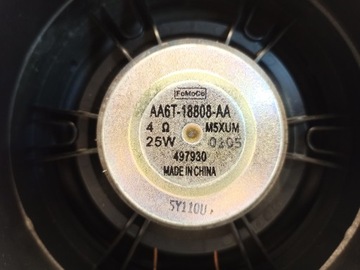 FoMoCo
AA6T-18808-AA
4 Ω M5XUM
25W 0105
497930
MADE IN CHINA
5Y110U